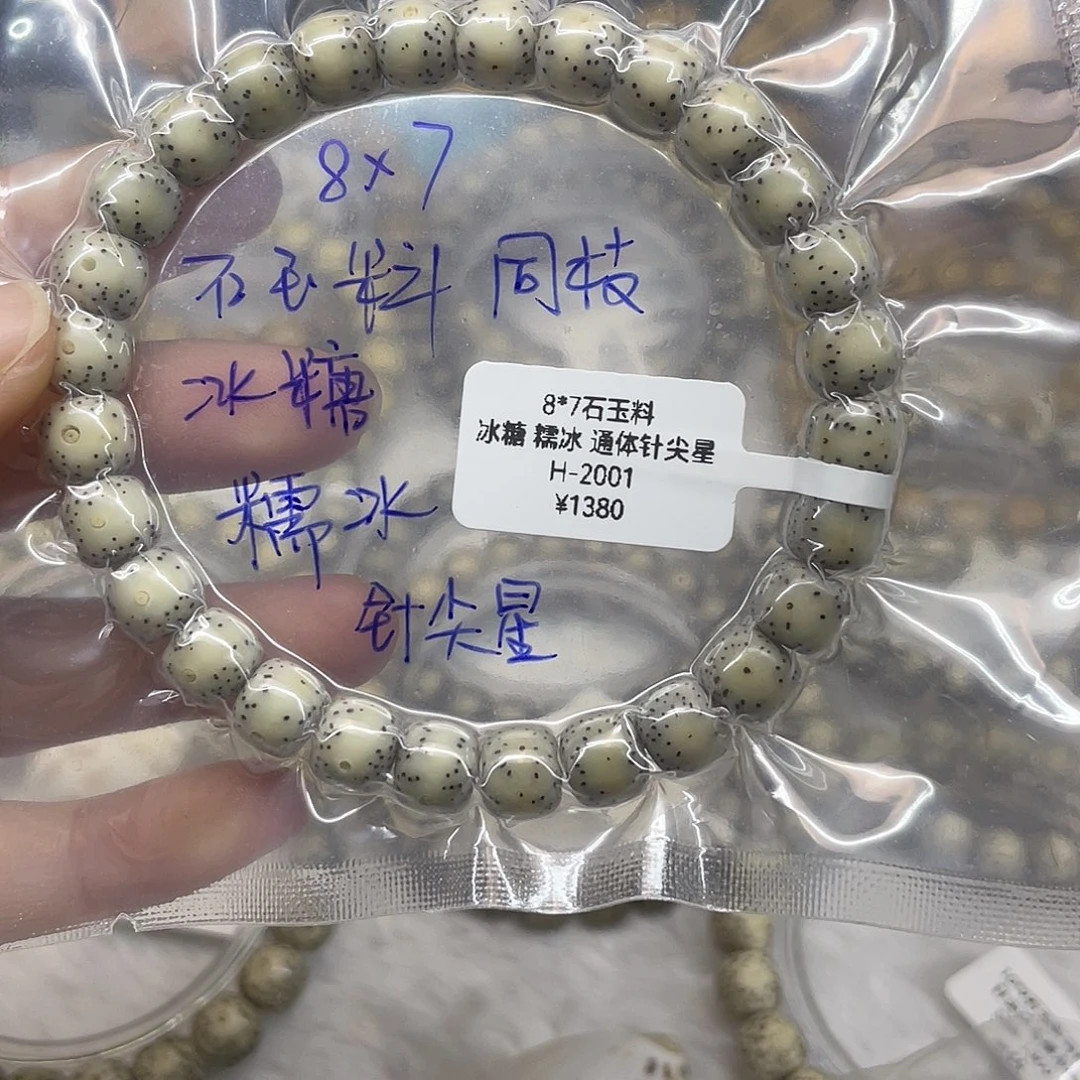 8×7
石玉料 同枝
冰糖
糯冰
针尖星
8*7石玉料
冰糖 糯冰 通体针尖星
H-2001
¥1380